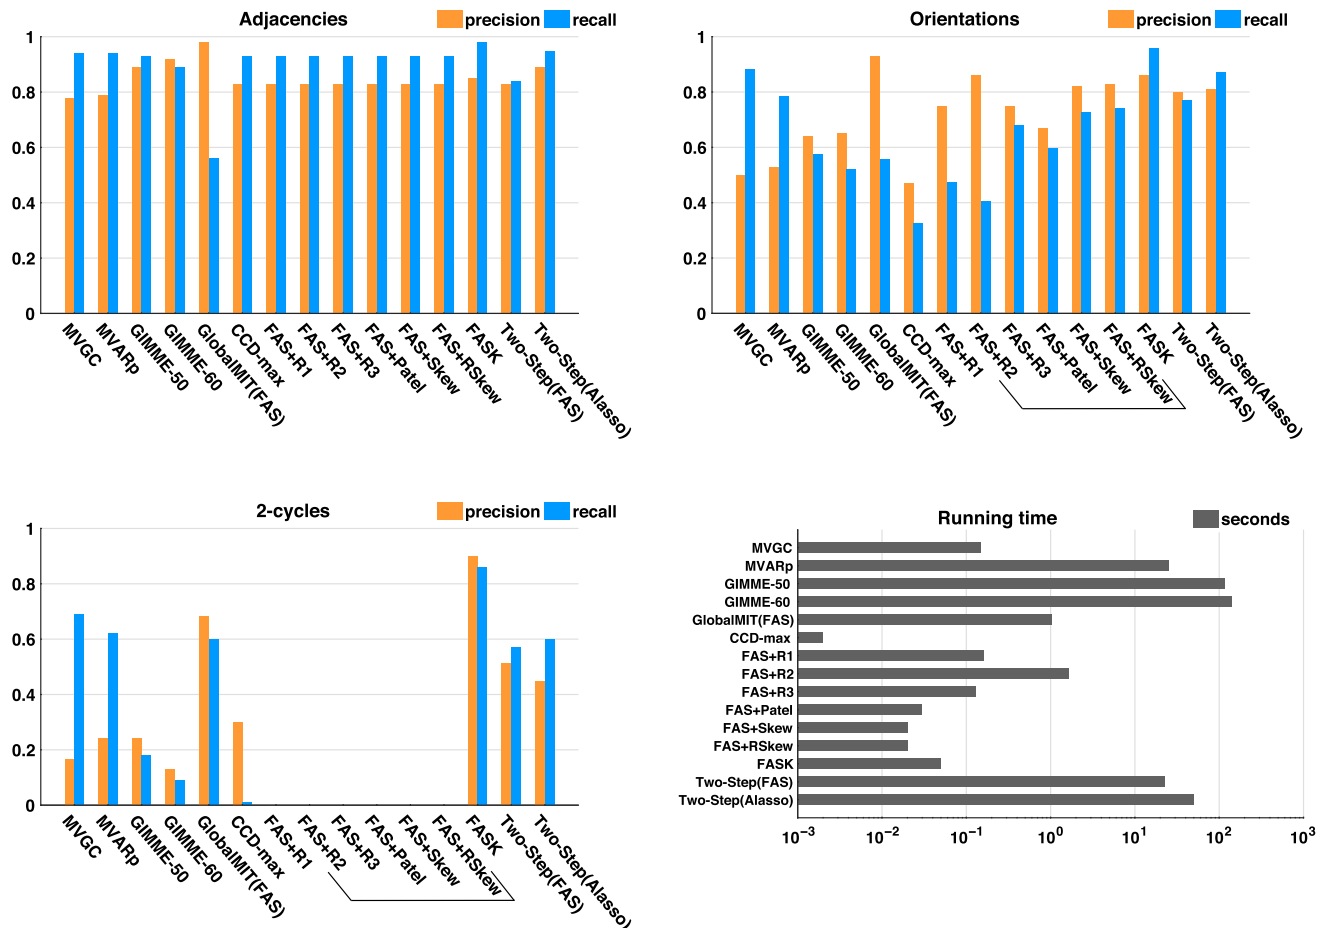 Adjacencies
precision recall
1
0.8
0.6
0.4
0.2
0
MVGC
MVARp
GIMME-50
GIMME-60
GlobalMIT(FAS)
CCD-max
FAS+R1
FAS+R2
FAS+R3
FAS+Patel
FAS+Skew
FAS+RSkew
FASK
Two-Step(FAS)
Two-Step(Alasso)
Orientations
precision recall
1
0.8
0.6
0.4
0.2
0
MVGC
MVARp
GIMME-50
GIMME-60
GlobalMIT(FAS)
CCD-max
FAS+R1
FAS+R2
FAS+R3
FAS+Patel
FAS+Skew
FAS+RSkew
FASK
Two-Step(FAS)
Two-Step(Alasso)
2-cycles
precision recall
1
0.8
0.6
0.4
0.2
0
MVGC
MVARp
GIMME-50
GIMME-60
GlobalMIT(FAS)
CCD-max
FAS+R1
FAS+R2
FAS+R3
FAS+Patel
FAS+Skew
FAS+RSkew
FASK
Two-Step(FAS)
Two-Step(Alasso)
Running time
seconds
MVGC
MVARp
GIMME-50
GIMME-60
GlobalMIT(FAS)
CCD-max
FAS+R1
FAS+R2
FAS+R3
FAS+Patel
FAS+Skew
FAS+RSkew
FASK
Two-Step(FAS)
Two-Step(Alasso)
10⁻³ 10⁻² 10⁻¹ 10⁰ 10¹ 10² 10³